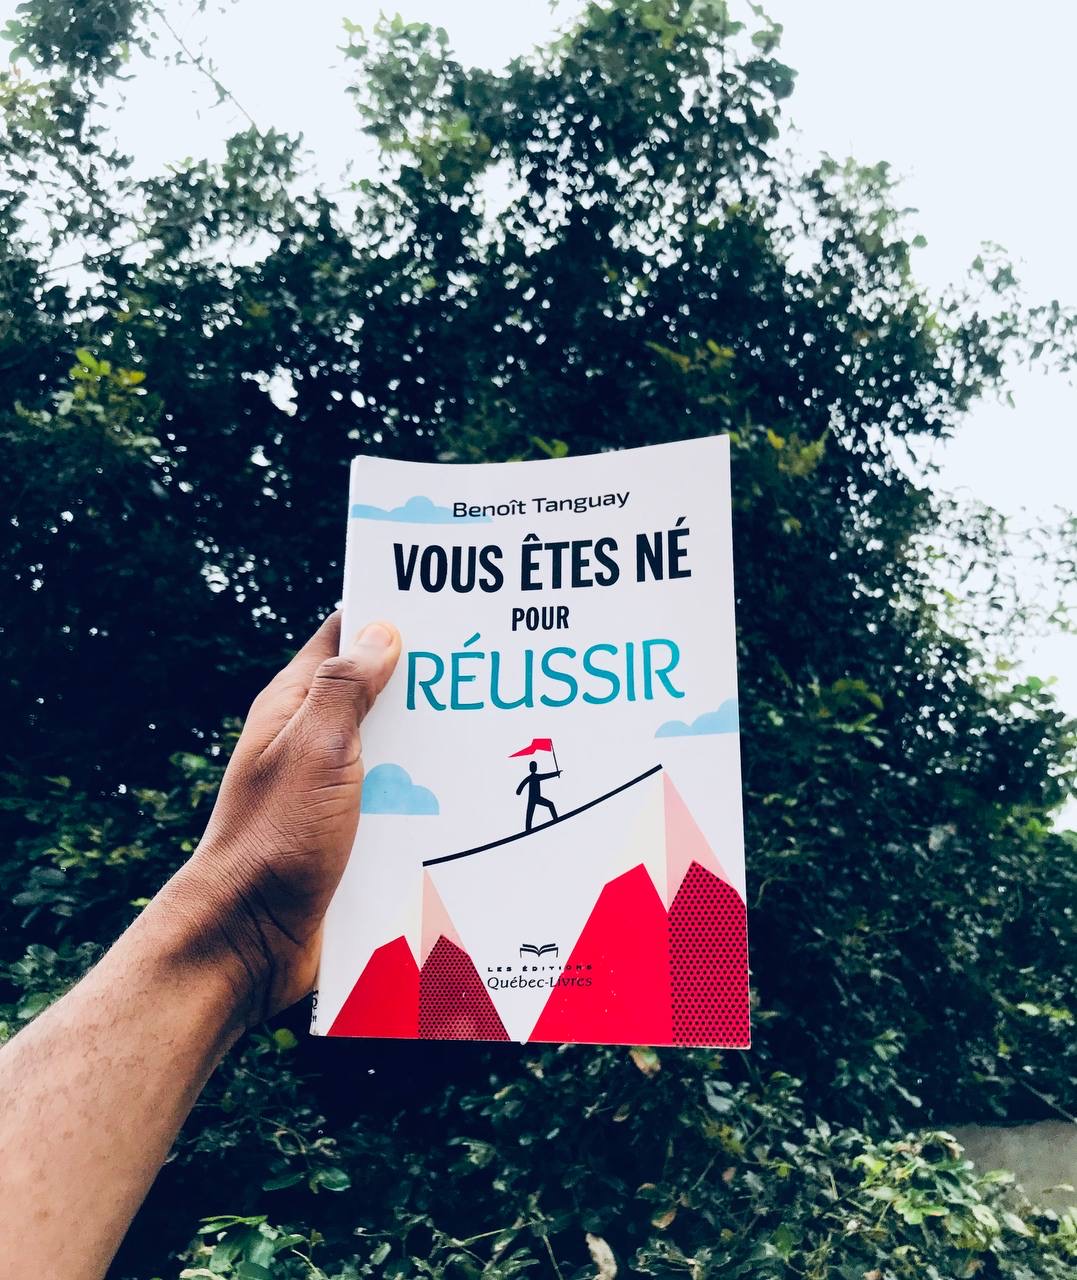 Benoît Tanguay
VOUS ÊTES NÉ
POUR
RÉUSSIR
LES ÉDITIONS
Québec-Livres